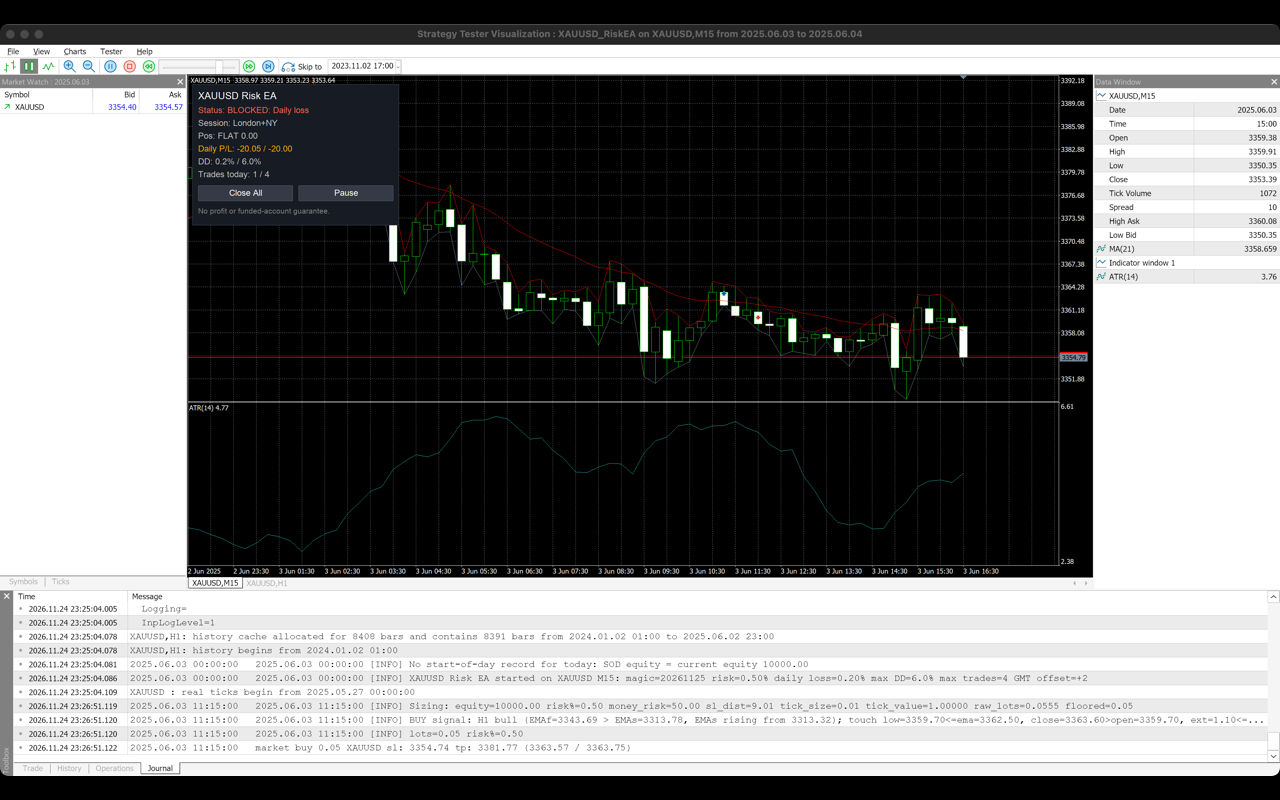 Strategy Tester Visualization : XAUUSD_RiskEA on XAUUSD,M15 from 2025.06.03 to 2025.06.04
File View Charts Tester Help
Skip to 2023.11.02 17:00
Market Watch : 2025.06.03
Symbol Bid Ask
XAUUSD 3354.40 3354.57
Symbols Ticks
XAUUSD,M15 3358.97 3359.21 3353.23 3353.64
XAUUSD Risk EA
Status: BLOCKED: Daily loss
Session: London+NY
Pos: FLAT 0.00
Daily P/L: -20.05 / -20.00
DD: 0.2% / 6.0%
Trades today: 1 / 4
Close All Pause
No profit or funded-account guarantee.
3392.18
3389.08
3385.98
3382.88
3379.78
3376.68
3373.58
3370.48
3367.38
3364.28
3361.18
3358.08
3354.79
3351.88
ATR(14) 4.77
6.61
2.38
2 Jun 2025 2 Jun 23:30 3 Jun 01:30 3 Jun 02:30 3 Jun 03:30 3 Jun 04:30 3 Jun 05:30 3 Jun 06:30 3 Jun 07:30 3 Jun 08:30 3 Jun 09:30 3 Jun 10:30 3 Jun 11:30 3 Jun 12:30 3 Jun 13:30 3 Jun 14:30 3 Jun 15:30 3 Jun 16:30
XAUUSD,M15 XAUUSD,H1
Data Window
XAUUSD,M15
Date 2025.06.03
Time 15:00
Open 3359.38
High 3359.91
Low 3350.35
Close 3353.39
Tick Volume 1072
Spread 10
High Ask 3360.08
Low Bid 3350.35
MA(21) 3358.659
Indicator window 1
ATR(14) 3.76
Time Message
2026.11.24 23:25:04.005 Logging=
2026.11.24 23:25:04.005 InpLogLevel=1
2026.11.24 23:25:04.078 XAUUSD,H1: history cache allocated for 8408 bars and contains 8391 bars from 2024.01.02 01:00 to 2025.06.02 23:00
2026.11.24 23:25:04.078 XAUUSD,H1: history begins from 2024.01.02 01:00
2026.11.24 23:25:04.081 2025.06.03 00:00:00 2025.06.03 00:00:00 [INFO] No start-of-day record for today: SOD equity = current equity 10000.00
2026.11.24 23:25:04.086 2025.06.03 00:00:00 2025.06.03 00:00:00 [INFO] XAUUSD Risk EA started on XAUUSD M15: magic=20261125 risk=0.50% daily loss=0.20% max DD=6.0% max trades=4 GMT offset=+2
2026.11.24 23:25:04.109 XAUUSD : real ticks begin from 2025.05.27 00:00:00
2026.11.24 23:26:51.119 2025.06.03 11:15:00 2025.06.03 11:15:00 [INFO] Sizing: equity=10000.00 risk%=0.50 money_risk=50.00 sl_dist=9.01 tick_size=0.01 tick_value=1.00000 raw_lots=0.0555 floored=0.05
2026.11.24 23:26:51.120 2025.06.03 11:15:00 2025.06.03 11:15:00 [INFO] BUY signal: H1 bull (EMAf=3343.69 > EMAs=3313.78, EMAs rising from 3313.32); touch low=3359.70<=ema=3362.50, close=3363.60>open=3359.70, ext=1.10<=...
2026.11.24 23:26:51.120 2025.06.03 11:15:00 2025.06.03 11:15:00 [INFO] lots=0.05 risk%=0.50
2026.11.24 23:26:51.122 2025.06.03 11:15:00 market buy 0.05 XAUUSD sl: 3354.74 tp: 3381.77 (3363.57 / 3363.75)
Toolbox
Trade History Operations Journal